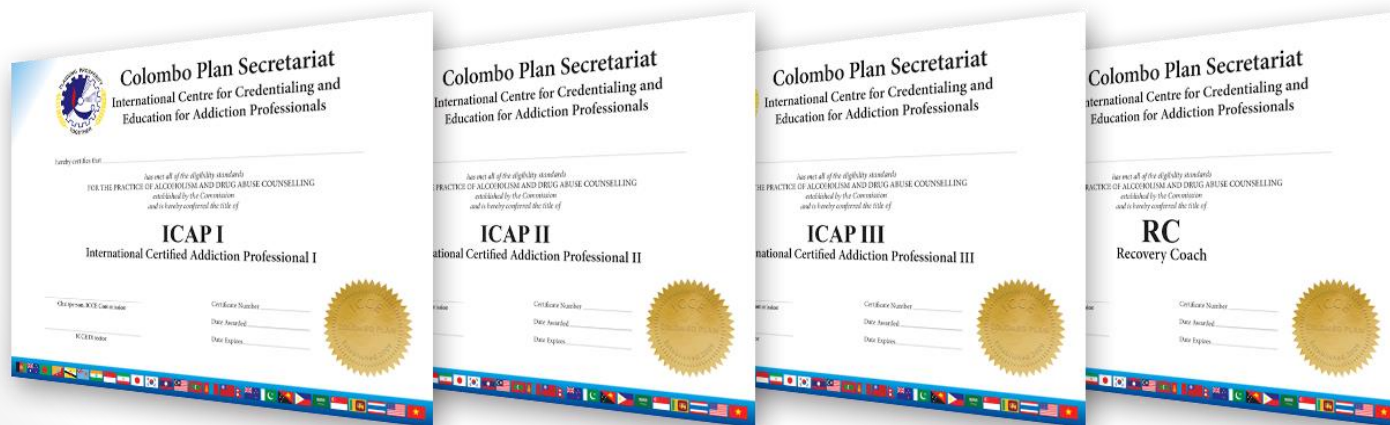 Colombo Plan Secretariat
International Centre for Credentialing and
Education for Addiction Professionals
hereby certifies that
has met all of the eligibility standards
FOR THE PRACTICE OF ALCOHOLISM AND DRUG ABUSE COUNSELLING
established by the Commission
and is hereby conferred the title of
ICAP I
International Certified Addiction Professional I
Chairperson, ICCE Commission
ICCE Director
Certificate Number
Date Awarded
Date Expires
Colombo Plan Secretariat
International Centre for Credentialing and
Education for Addiction Professionals
has met all of the eligibility standards
PRACTICE OF ALCOHOLISM AND DRUG ABUSE COUNSELLING
established by the Commission
and is hereby conferred the title of
ICAP II
ational Certified Addiction Professional II
Certificate Number
Date Awarded
Date Expires
Colombo Plan Secretariat
International Centre for Credentialing and
Education for Addiction Professionals
has met all of the eligibility standards
HE PRACTICE OF ALCOHOLISM AND DRUG ABUSE COUNSELLING
established by the Commission
and is hereby conferred the title of
ICAP III
national Certified Addiction Professional III
Certificate Number
Date Awarded
Date Expires
Colombo Plan Secretariat
nternational Centre for Credentialing and
Education for Addiction Professionals
has met all of the eligibility standards
RACTICE OF ALCOHOLISM AND DRUG ABUSE COUNSELLING
established by the Commission
and is hereby conferred the title of
RC
Recovery Coach
Certificate Number
Date Awarded
Date Expires